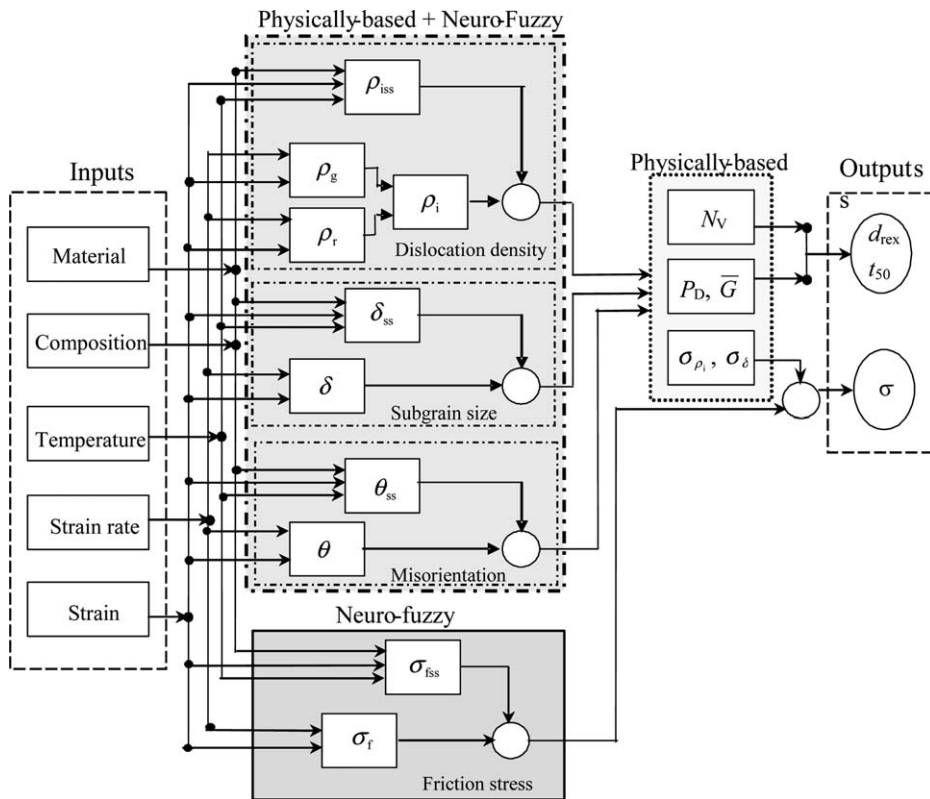 Physically-based + Neuro-Fuzzy
ρiss
ρg
ρi
ρr
Dislocation density
δss
δ
Subgrain size
θss
θ
Misorientation
Inputs
Material
Composition
Temperature
Strain rate
Strain
Neuro-fuzzy
σfss
σf
Friction stress
Physically-based
NV
PD, G̅
σρi, σδ
Outputs
s
drex
t50
σ